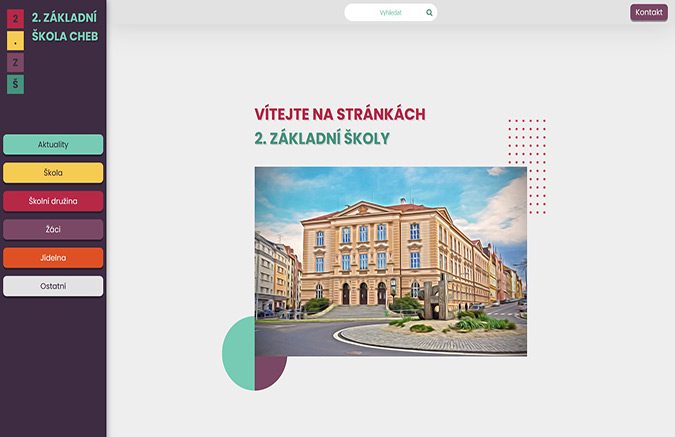 2
.
Z
Š
2. ZÁKLADNÍ
ŠKOLA CHEB
Vyhledat
Kontakt
Aktuality
Škola
Školní družina
Žáci
Jídelna
Ostatní
VÍTEJTE NA STRÁNKÁCH
2. ZÁKLADNÍ ŠKOLY